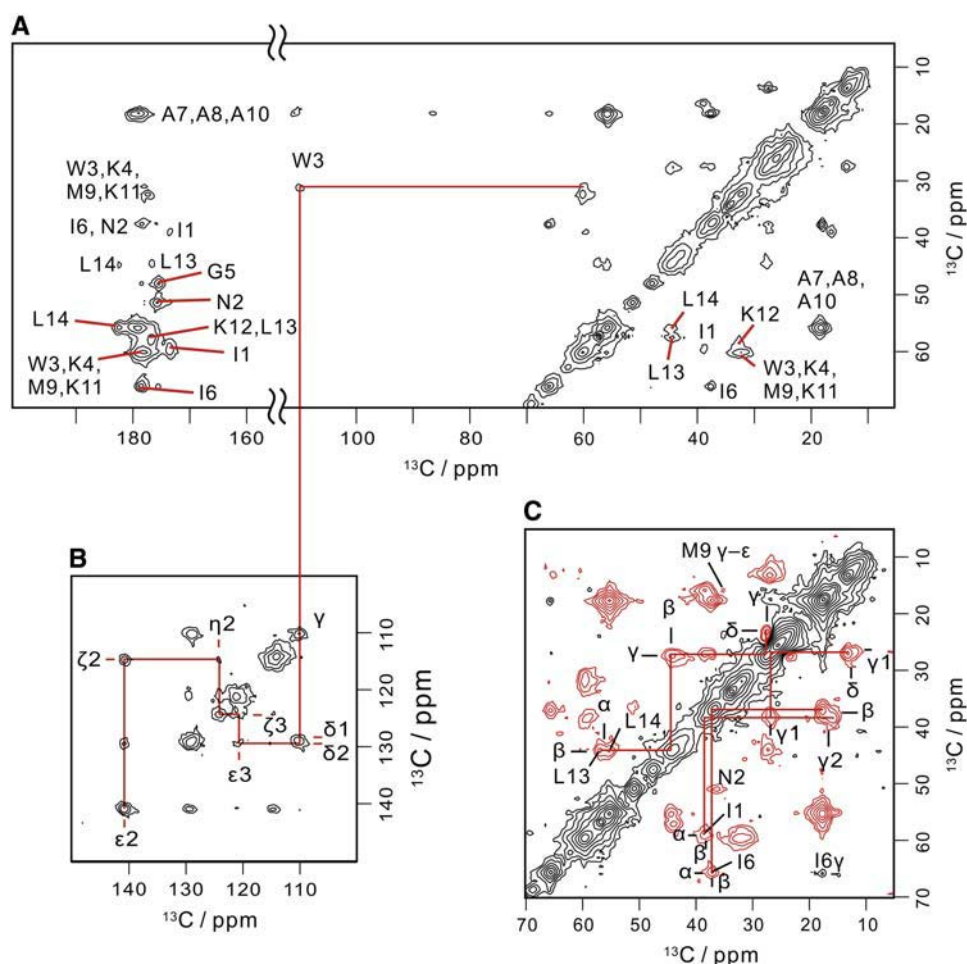 A
A7,A8,A10
W3
W3,K4,
M9,K11
I6, N2
I1
L14
L13
G5
N2
L14
K12,L13
W3,K4,
M9,K11
I1
I6
A7,A8,
A10
L14
K12
I1
L13
W3,K4,
M9,K11
I6
10
20
30
40
50
60
13C / ppm
180
160
100
80
60
40
20
13C / ppm
B
η2
γ
ζ2
ζ3
δ1
δ2
ε3
ε2
110
120
130
140
13C / ppm
140
130
120
110
13C / ppm
C
M9 γ–ε
β
γ
γ
δ
γ1
δ
α
L14
β
L13
β
γ1
γ2
N2
I1
α
β
α
I6
β
I6γ
10
20
30
40
50
60
70
13C / ppm
70
60
50
40
30
20
10
13C / ppm